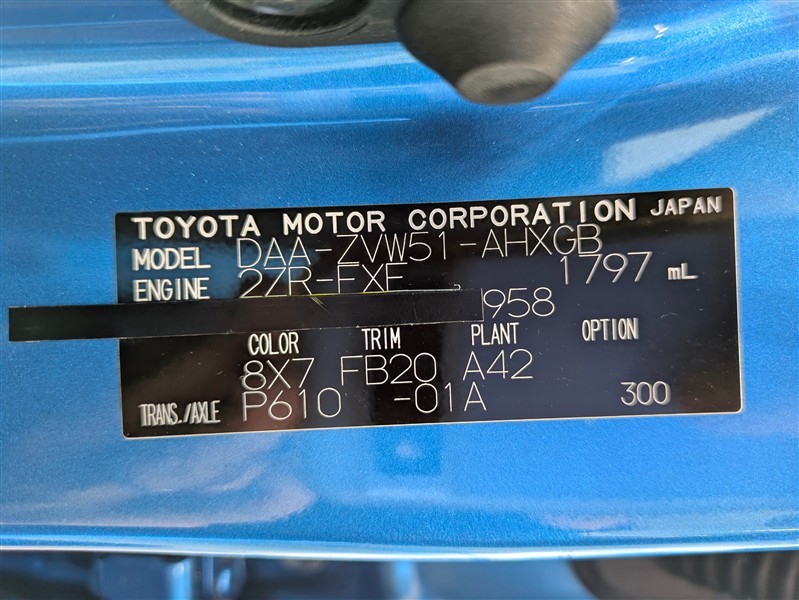 TOYOTA MOTOR CORPORATION JAPAN
MODEL DAA-ZVW51-AHXGB
ENGINE 2ZR-FXE 1797 mL
958
COLOR TRIM PLANT OPTION
8X7 FB20 A42
TRANS./AXLE P610 -01A 300